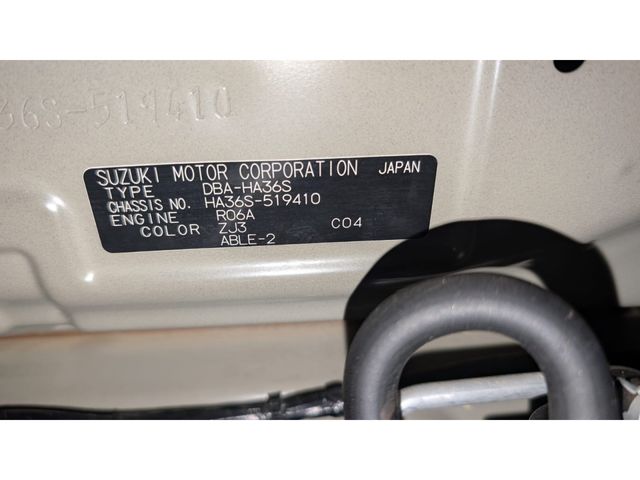 36S-519410
SUZUKI MOTOR CORPORATION JAPAN
TYPE DBA-HA36S
CHASSIS NO. HA36S-519410
ENGINE R06A
COLOR ZJ3 C04
ABLE-2